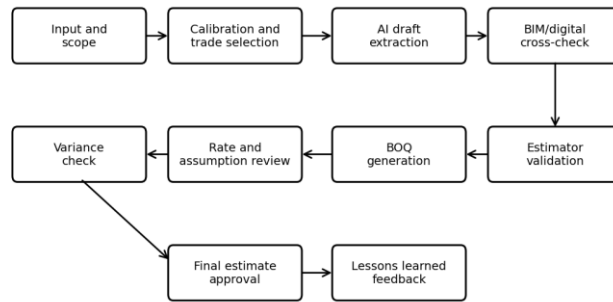 Input and
scope
Calibration and
trade selection
AI draft
extraction
BIM/digital
cross-check
Variance
check
Rate and
assumption review
BOQ
generation
Estimator
validation
Final estimate
approval
Lessons learned
feedback